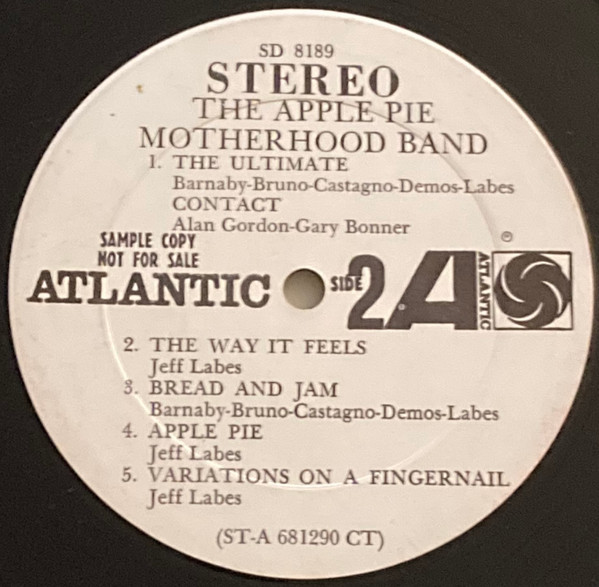 SD 8189
STEREO
THE APPLE PIE
MOTHERHOOD BAND
1. THE ULTIMATE
Barnaby-Bruno-Castagno-Demos-Labes
CONTACT
Alan Gordon-Gary Bonner
SAMPLE COPY
NOT FOR SALE
ATLANTIC
SIDE 2
A
ATLANTIC
2. THE WAY IT FEELS
Jeff Labes
3. BREAD AND JAM
Barnaby-Bruno-Castagno-Demos-Labes
4. APPLE PIE
Jeff Labes
5. VARIATIONS ON A FINGERNAIL
Jeff Labes
(ST-A 681290 CT)